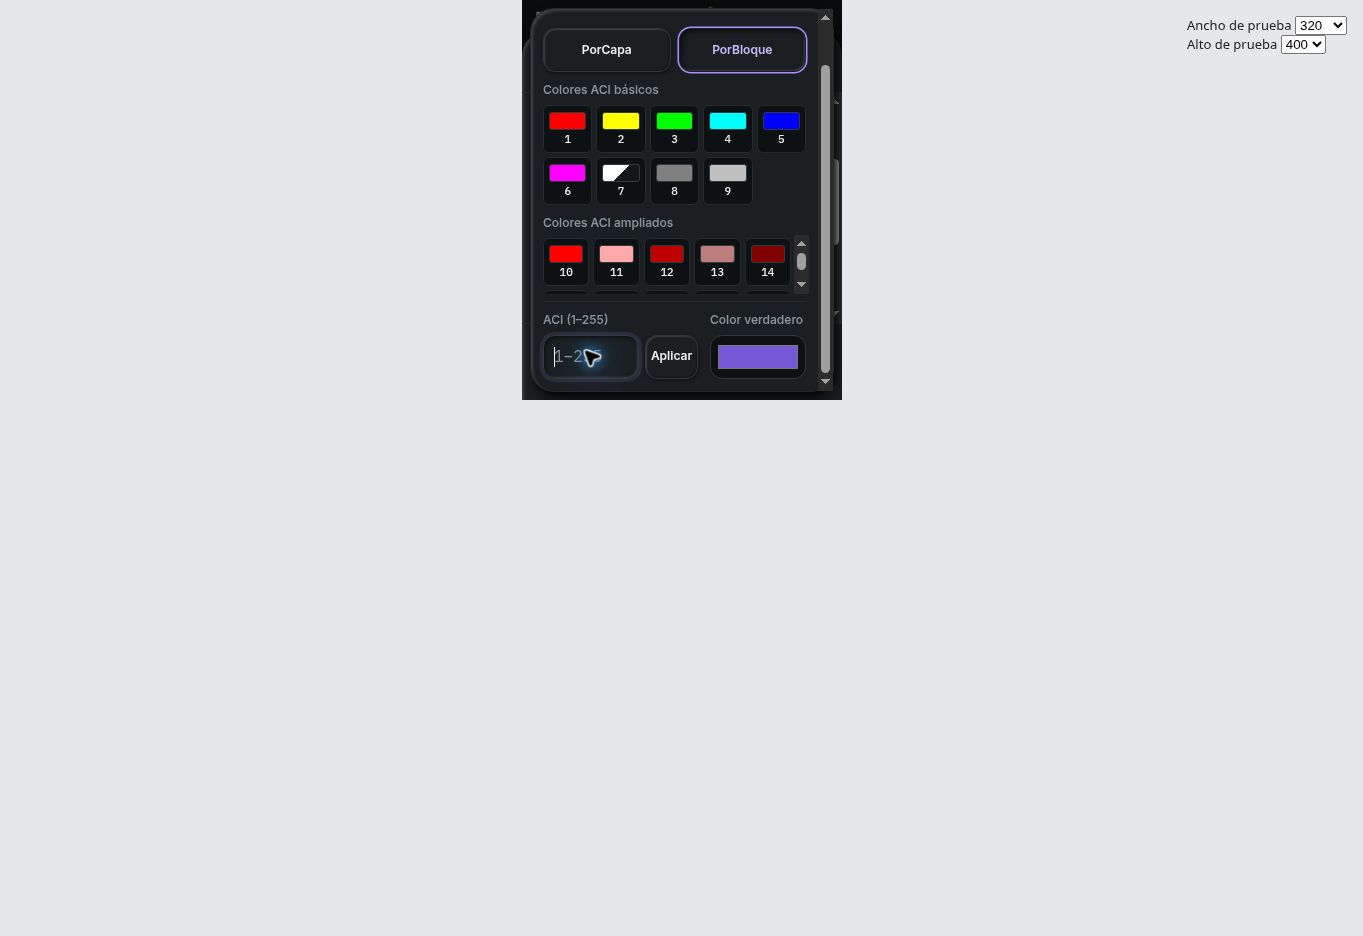 Ancho de prueba 320
Alto de prueba 400
PorCapa PorBloque
Colores ACI básicos
1 2 3 4 5
6 7 8 9
Colores ACI ampliados
10 11 12 13 14
ACI (1–255) Color verdadero
Aplicar